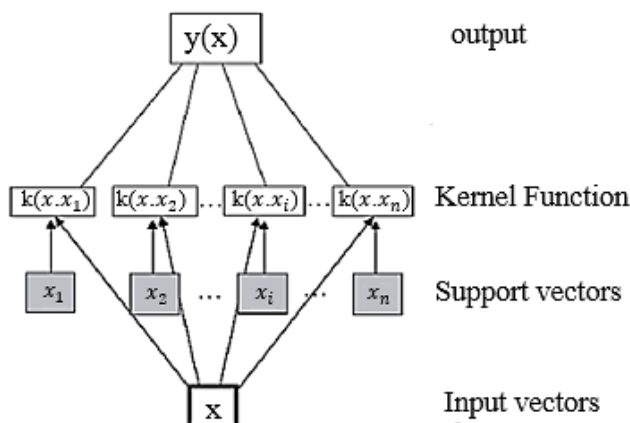 y(x) output
k(x.x₁) k(x.x₂) ... k(x.xᵢ) ... k(x.xₙ) Kernel Function
x₁ x₂ ... xᵢ ... xₙ Support vectors
x Input vectors